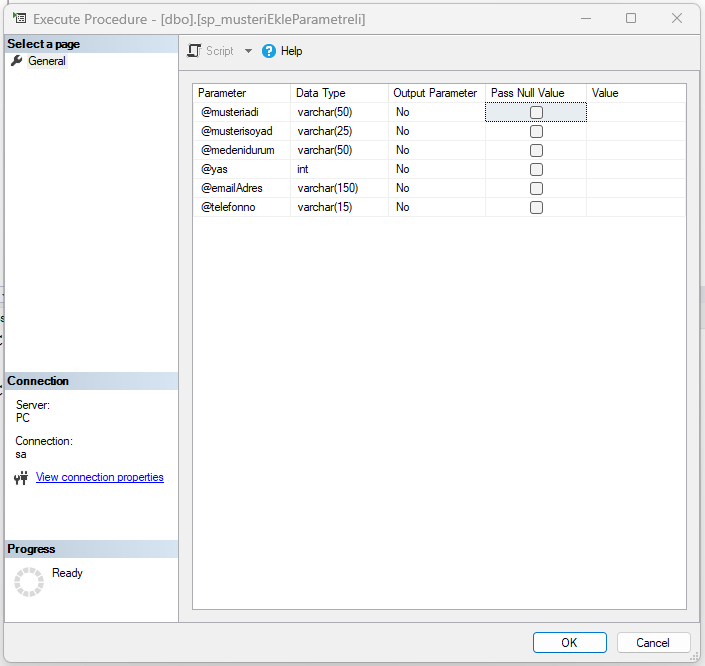 Execute Procedure - [dbo].[sp_musteriEkleParametreli]
Select a page
General
Script
Help
Parameter Data Type Output Parameter Pass Null Value Value
@musteriadi varchar(50) No
@musterisoyad varchar(25) No
@medenidurum varchar(50) No
@yas int No
@emailAdres varchar(150) No
@telefonno varchar(15) No
Connection
Server:
PC
Connection:
sa
View connection properties
Progress
Ready
OK
Cancel